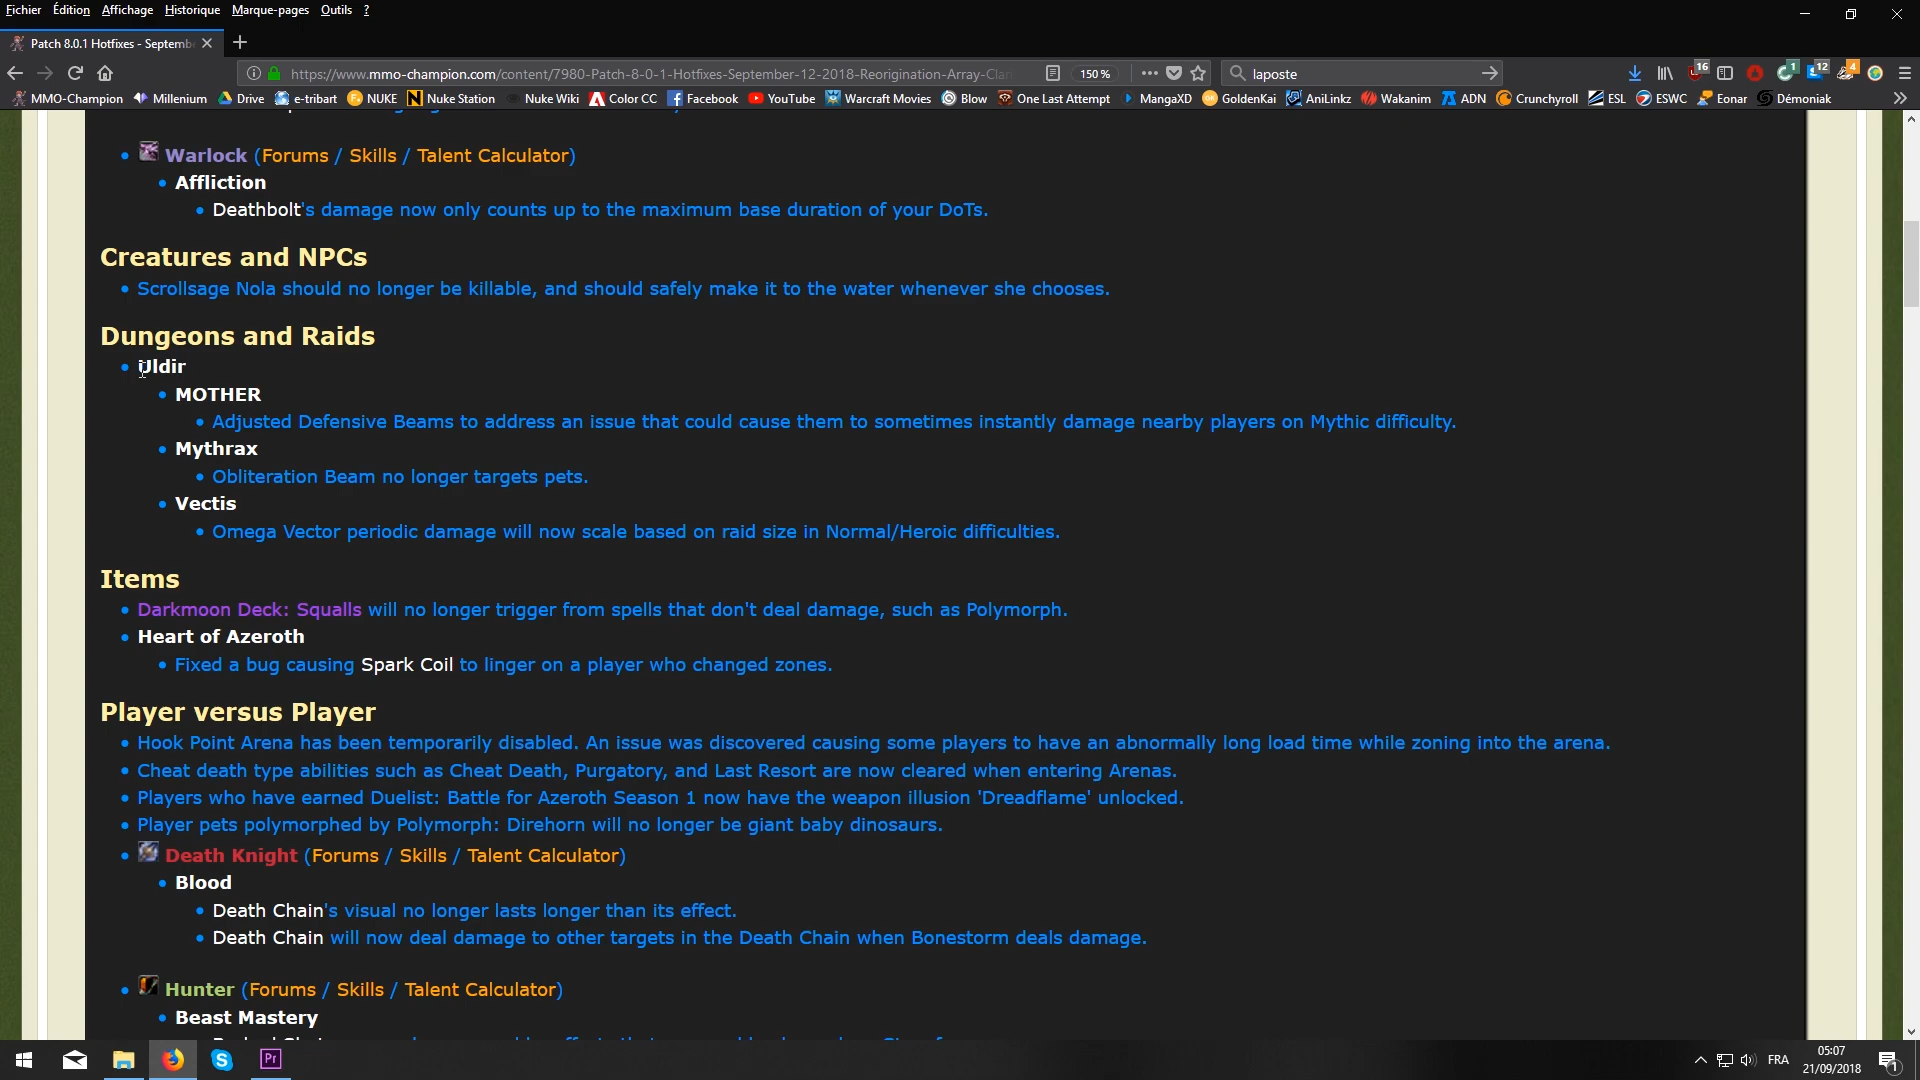 Fichier Édition Affichage Historique Marque-pages Outils ?
Patch 8.0.1 Hotfixes - Septemb
https://www.mmo-champion.com/content/7980-Patch-8-0-1-Hotfixes-September-12-2018-Reorigination-Array-Clar 150 % laposte 16 1 12 4
MMO-Champion Millenium Drive e-tribart NUKE Nuke Station Nuke Wiki Color CC Facebook YouTube Warcraft Movies Blow One Last Attempt MangaXD GoldenKai AniLinkz Wakanim ADN Crunchyroll ESL ESWC Eonar Démoniak
Warlock (Forums / Skills / Talent Calculator)
Affliction
Deathbolt's damage now only counts up to the maximum base duration of your DoTs.
Creatures and NPCs
Scrollsage Nola should no longer be killable, and should safely make it to the water whenever she chooses.
Dungeons and Raids
Uldir
MOTHER
Adjusted Defensive Beams to address an issue that could cause them to sometimes instantly damage nearby players on Mythic difficulty.
Mythrax
Obliteration Beam no longer targets pets.
Vectis
Omega Vector periodic damage will now scale based on raid size in Normal/Heroic difficulties.
Items
Darkmoon Deck: Squalls will no longer trigger from spells that don't deal damage, such as Polymorph.
Heart of Azeroth
Fixed a bug causing Spark Coil to linger on a player who changed zones.
Player versus Player
Hook Point Arena has been temporarily disabled. An issue was discovered causing some players to have an abnormally long load time while zoning into the arena.
Cheat death type abilities such as Cheat Death, Purgatory, and Last Resort are now cleared when entering Arenas.
Players who have earned Duelist: Battle for Azeroth Season 1 now have the weapon illusion 'Dreadflame' unlocked.
Player pets polymorphed by Polymorph: Direhorn will no longer be giant baby dinosaurs.
Death Knight (Forums / Skills / Talent Calculator)
Blood
Death Chain's visual no longer lasts longer than its effect.
Death Chain will now deal damage to other targets in the Death Chain when Bonestorm deals damage.
Hunter (Forums / Skills / Talent Calculator)
Beast Mastery
Pr FRA 05:07
21/09/2018 1